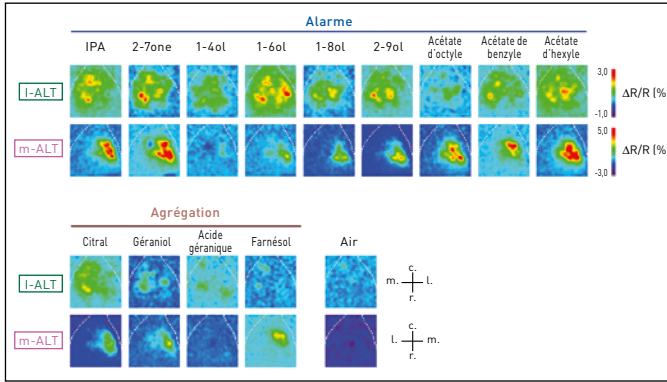 Alarme
IPA 2-7one 1-4ol 1-6ol 1-8ol 2-9ol Acétate d'octyle Acétate de benzyle Acétate d'hexyle
l-ALT
3,0
ΔR/R (%
-1,0
m-ALT
5,0
ΔR/R (%
-3,0
Agrégation
Citral Géraniol Acide géranique Farnésol Air
l-ALT
c.
m. l.
r.
m-ALT
c.
l. m.
r.